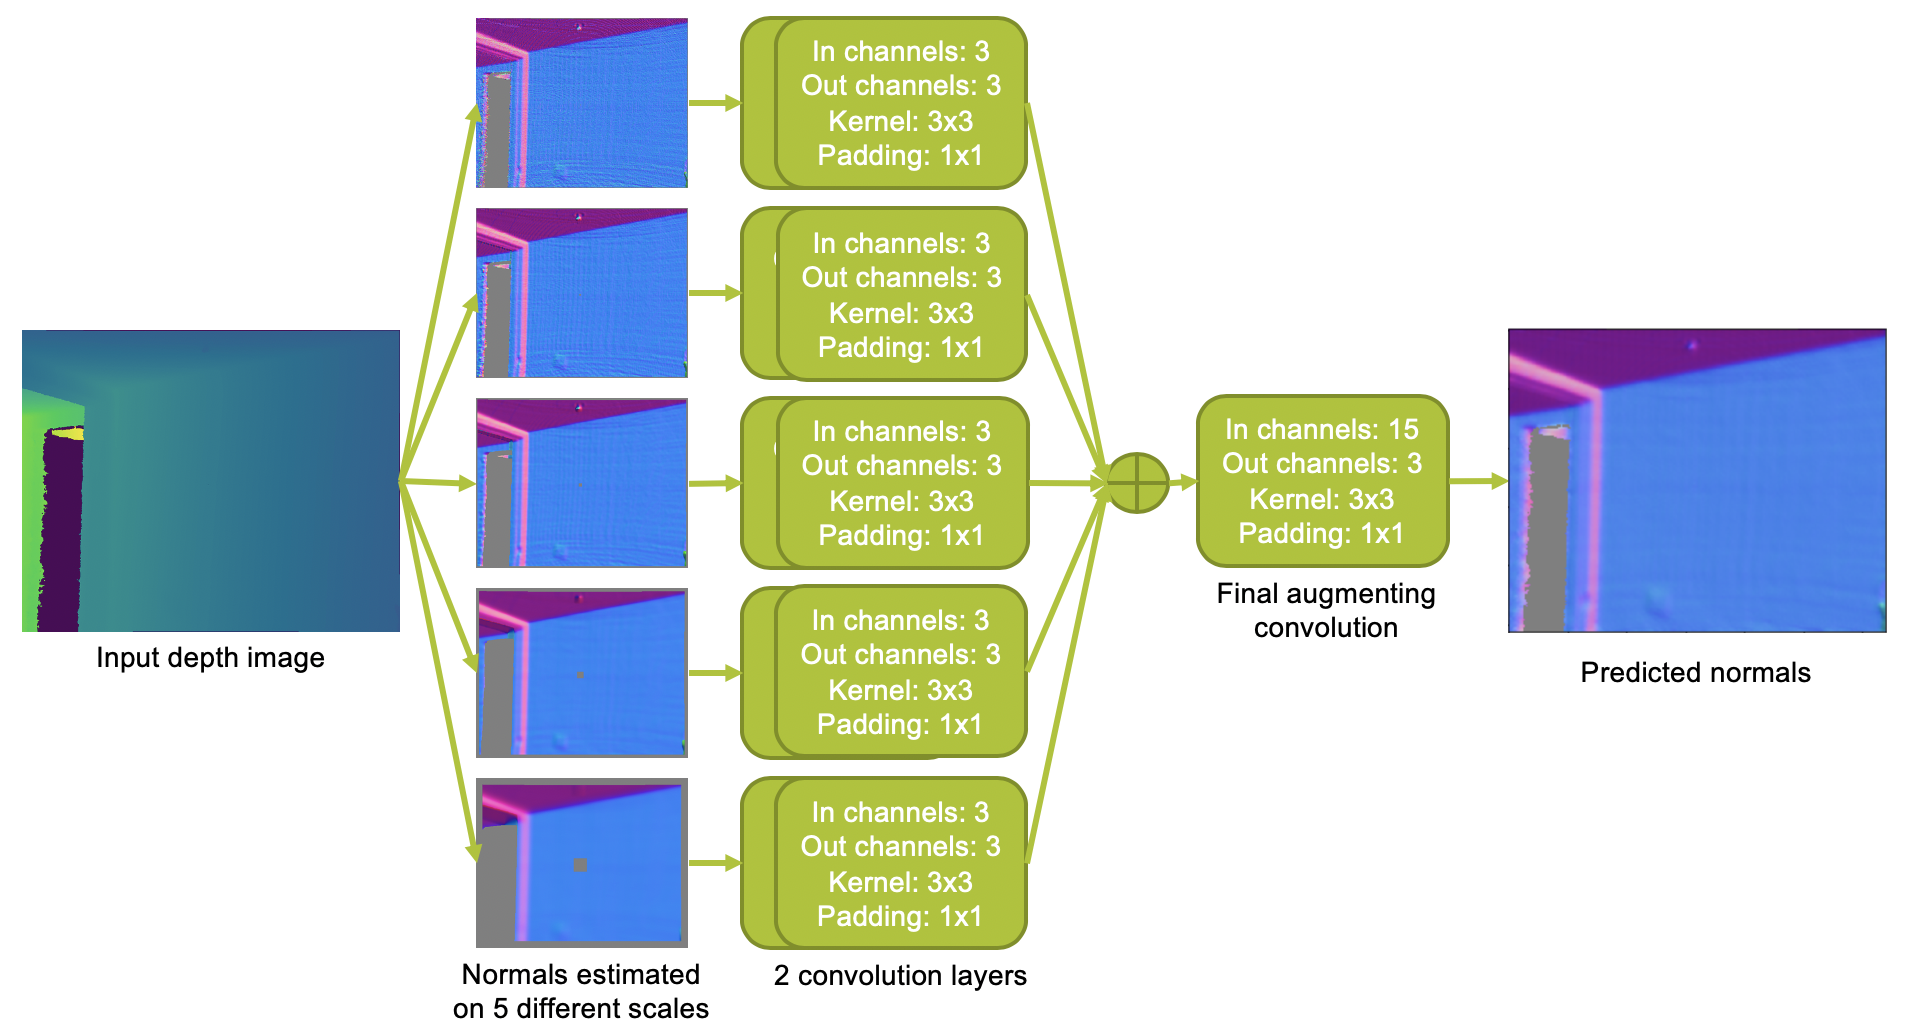 In channels: 3
Out channels: 3
Kernel: 3x3
Padding: 1x1
In channels: 3
Out channels: 3
Kernel: 3x3
Padding: 1x1
In channels: 3
Out channels: 3
Kernel: 3x3
Padding: 1x1
In channels: 3
Out channels: 3
Kernel: 3x3
Padding: 1x1
In channels: 3
Out channels: 3
Kernel: 3x3
Padding: 1x1
In channels: 15
Out channels: 3
Kernel: 3x3
Padding: 1x1
Final augmenting
convolution
Input depth image
Predicted normals
Normals estimated
on 5 different scales
2 convolution layers